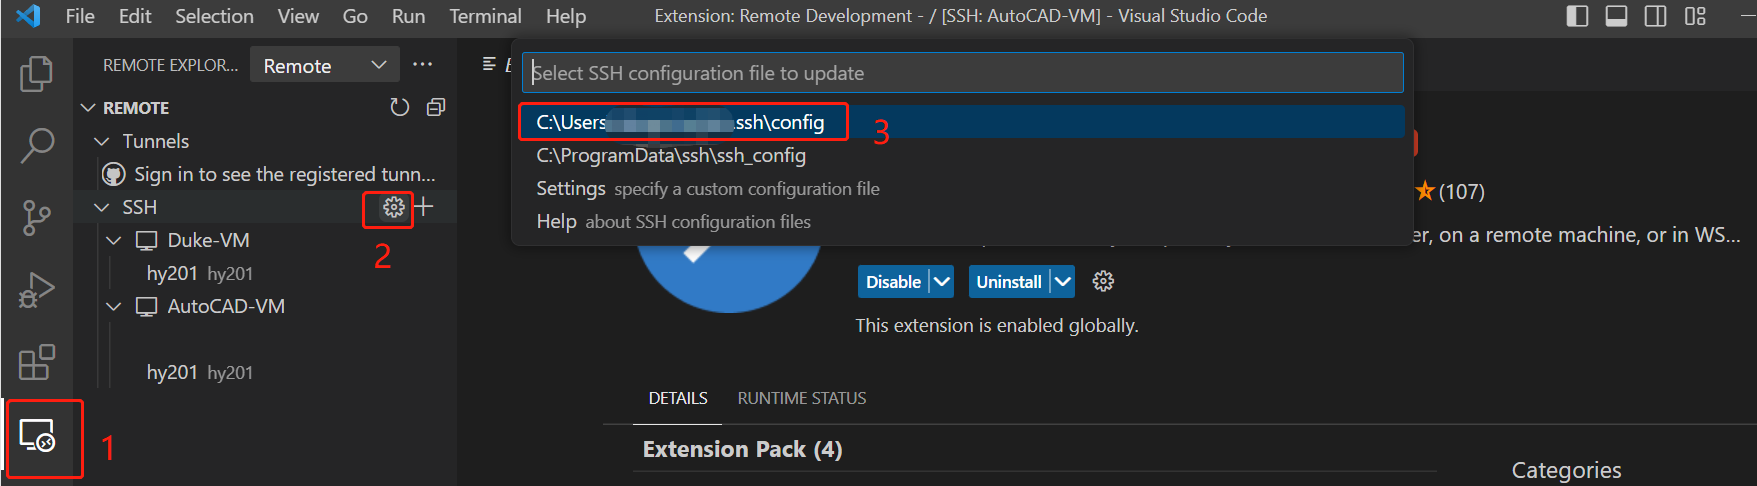 File Edit Selection View Go Run Terminal Help Extension: Remote Development - / [SSH: AutoCAD-VM] - Visual Studio Code
REMOTE EXPLOR... Remote ...
Select SSH configuration file to update
REMOTE
C:\Users .ssh\config 3
Tunnels
C:\ProgramData\ssh\ssh_config
Sign in to see the registered tunn...
Settings specify a custom configuration file
(107)
SSH
Help about SSH configuration files
2
Duke-VM
er, on a remote machine, or in WS...
hy201 hy201
Disable Uninstall
AutoCAD-VM
This extension is enabled globally.
hy201 hy201
DETAILS RUNTIME STATUS
1
Extension Pack (4)
Categories